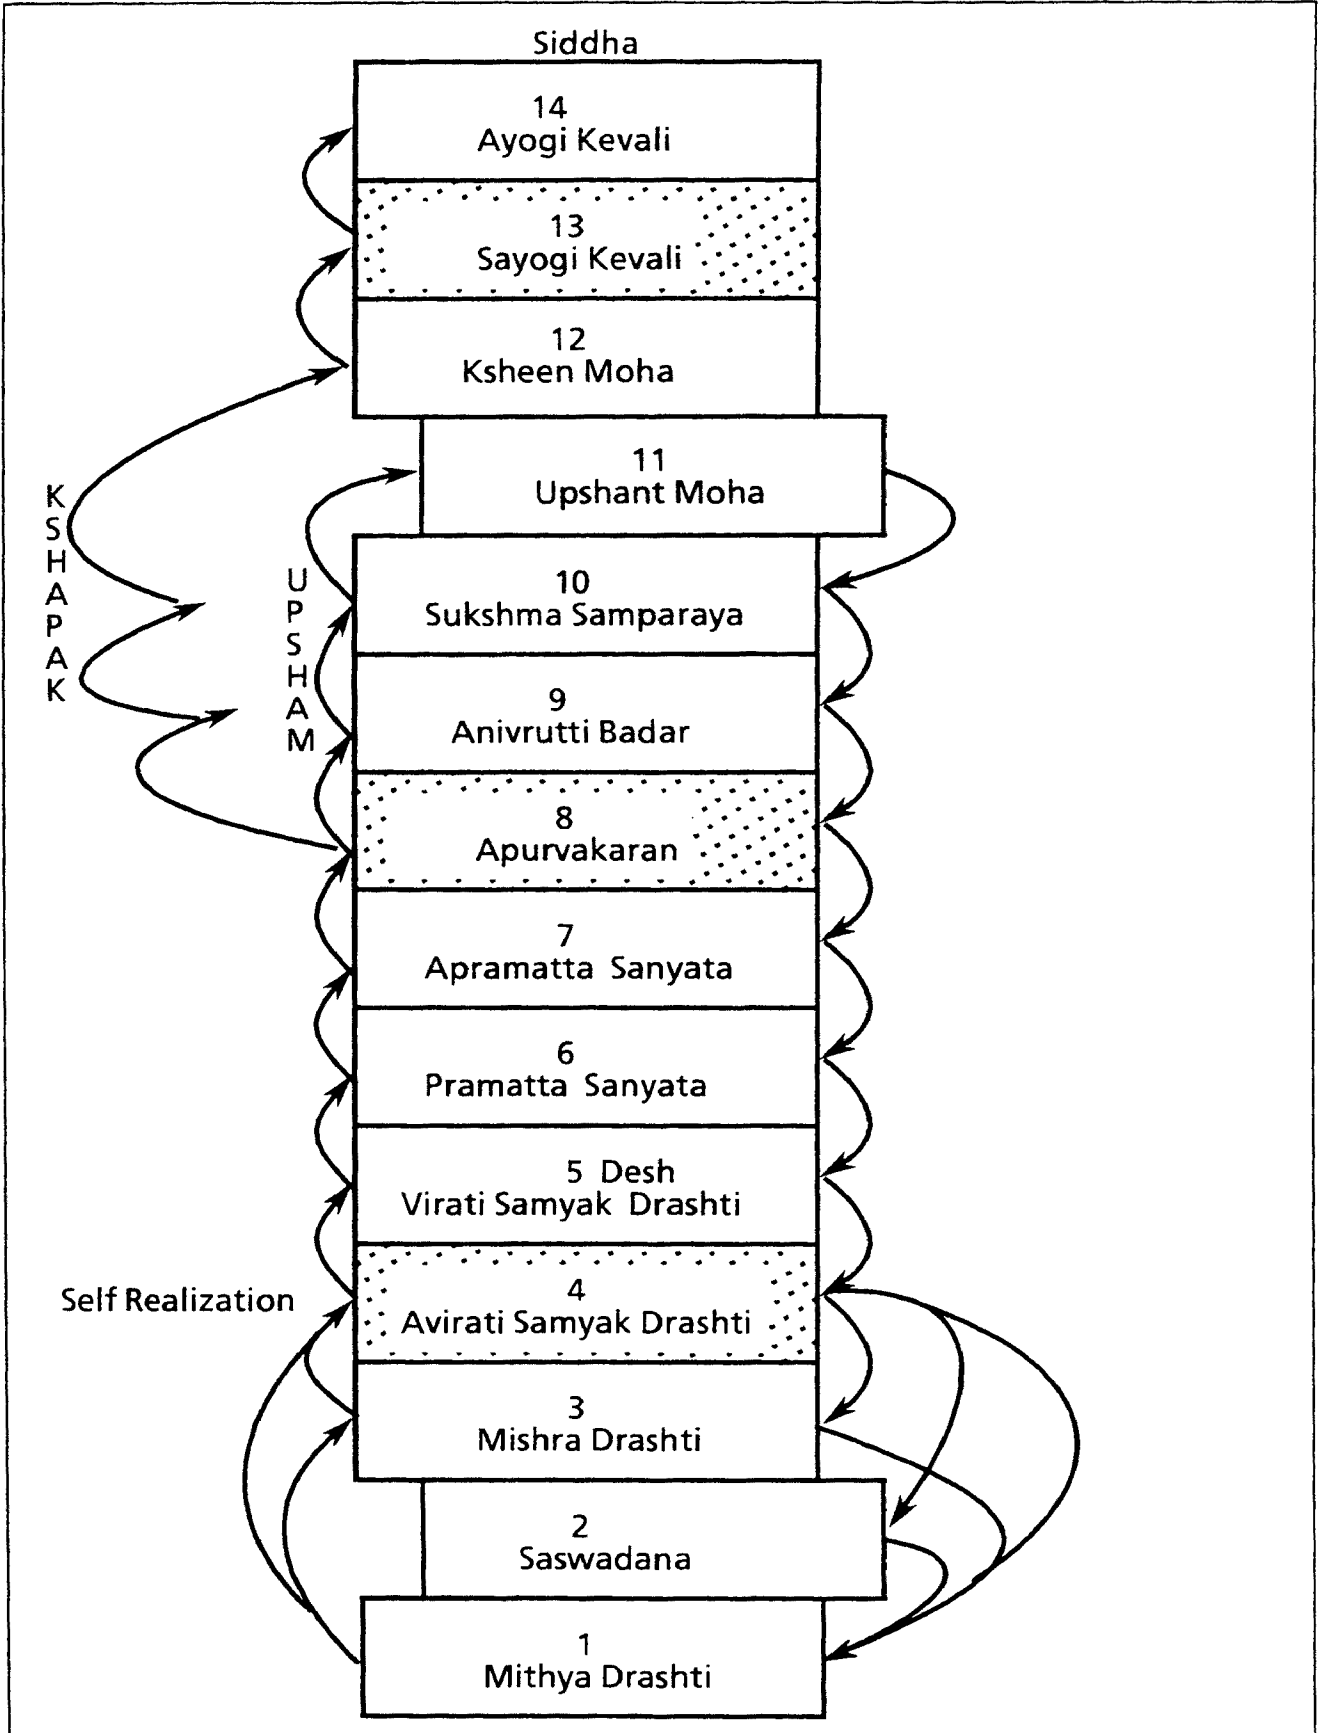 Siddha
14
Ayogi Kevali
13
Sayogi Kevali
12
Ksheen Moha
11
Upshant Moha
KSHAPAK
UPSHAM
10
Sukshma Samparaya
9
Anivrutti Badar
8
Apurvakaran
7
Apramatta Sanyata
6
Pramatta Sanyata
5 Desh
Virati Samyak Drashti
Self Realization
4
Avirati Samyak Drashti
3
Mishra Drashti
2
Saswadana
1
Mithya Drashti